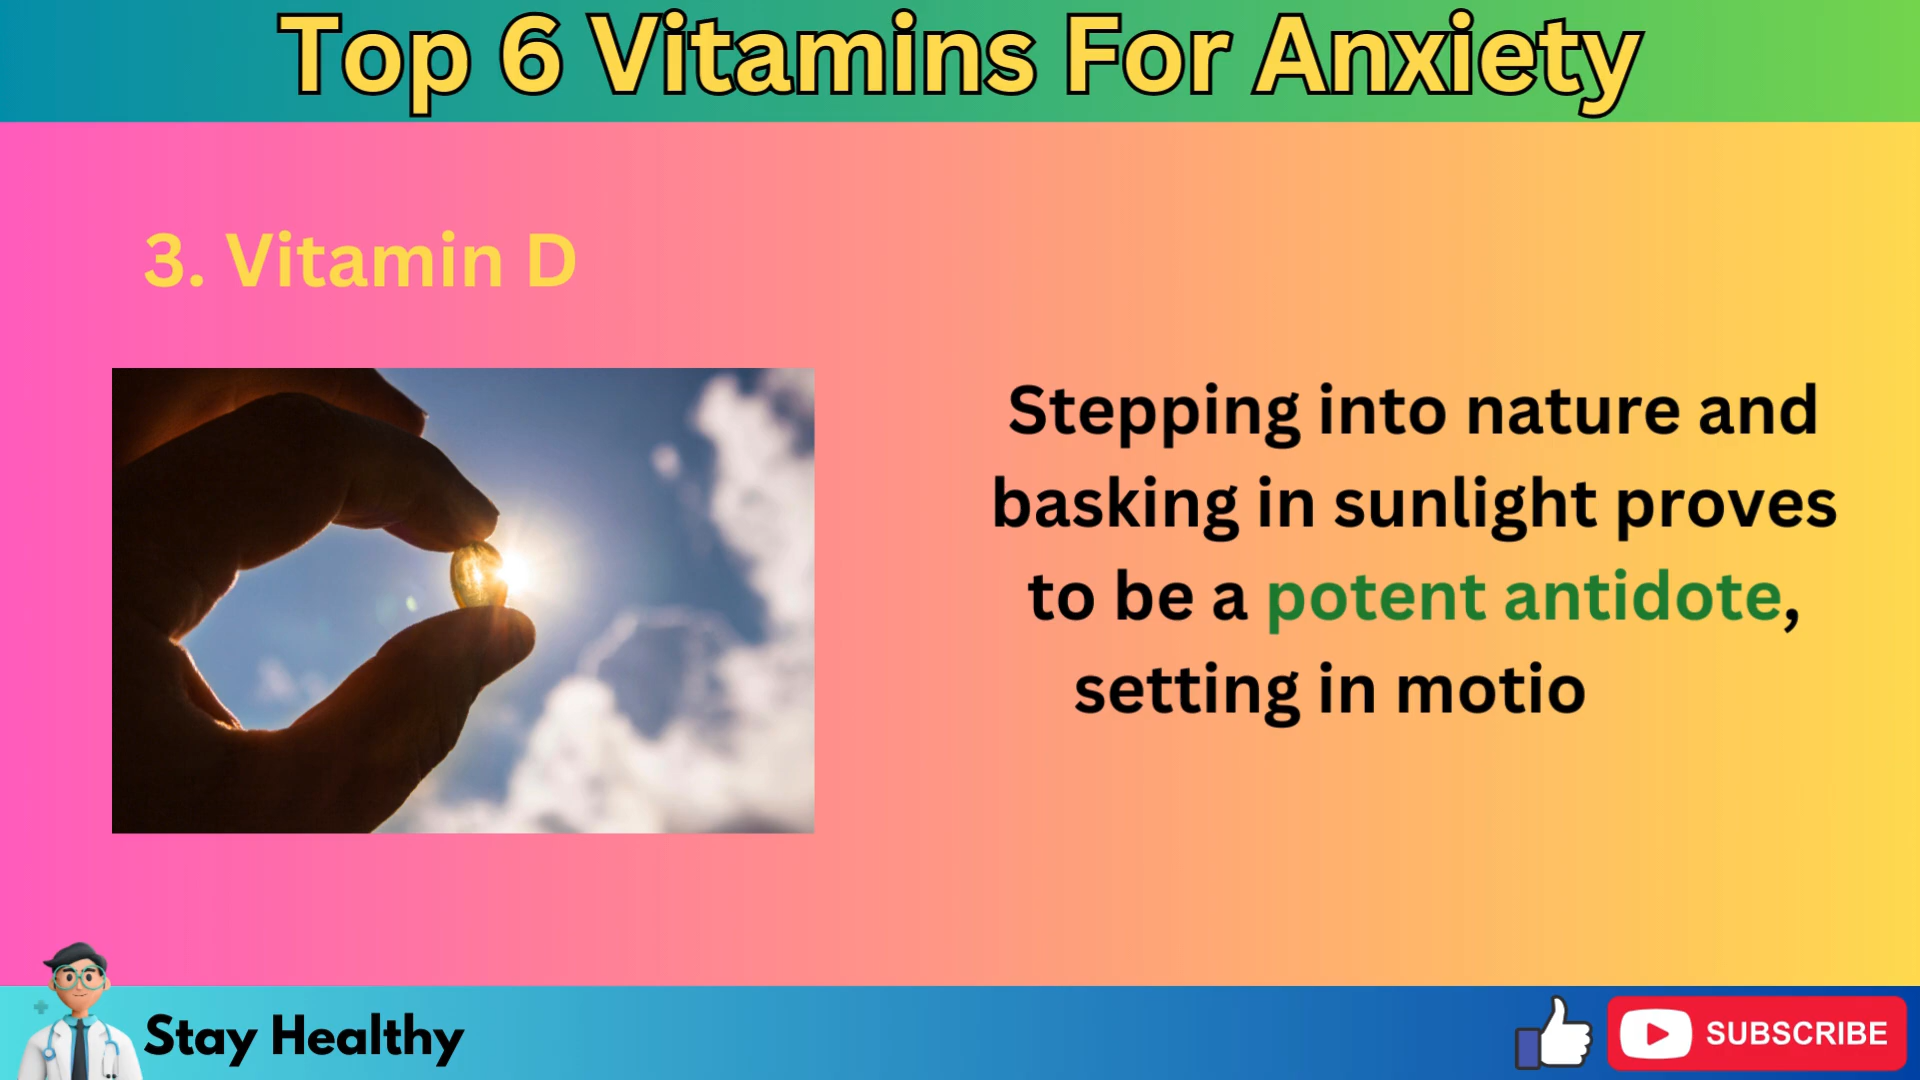 Top 6 Vitamins For Anxiety
3. Vitamin D
Stepping into nature and
basking in sunlight proves
to be a potent antidote,
setting in motio
Stay Healthy
SUBSCRIBE